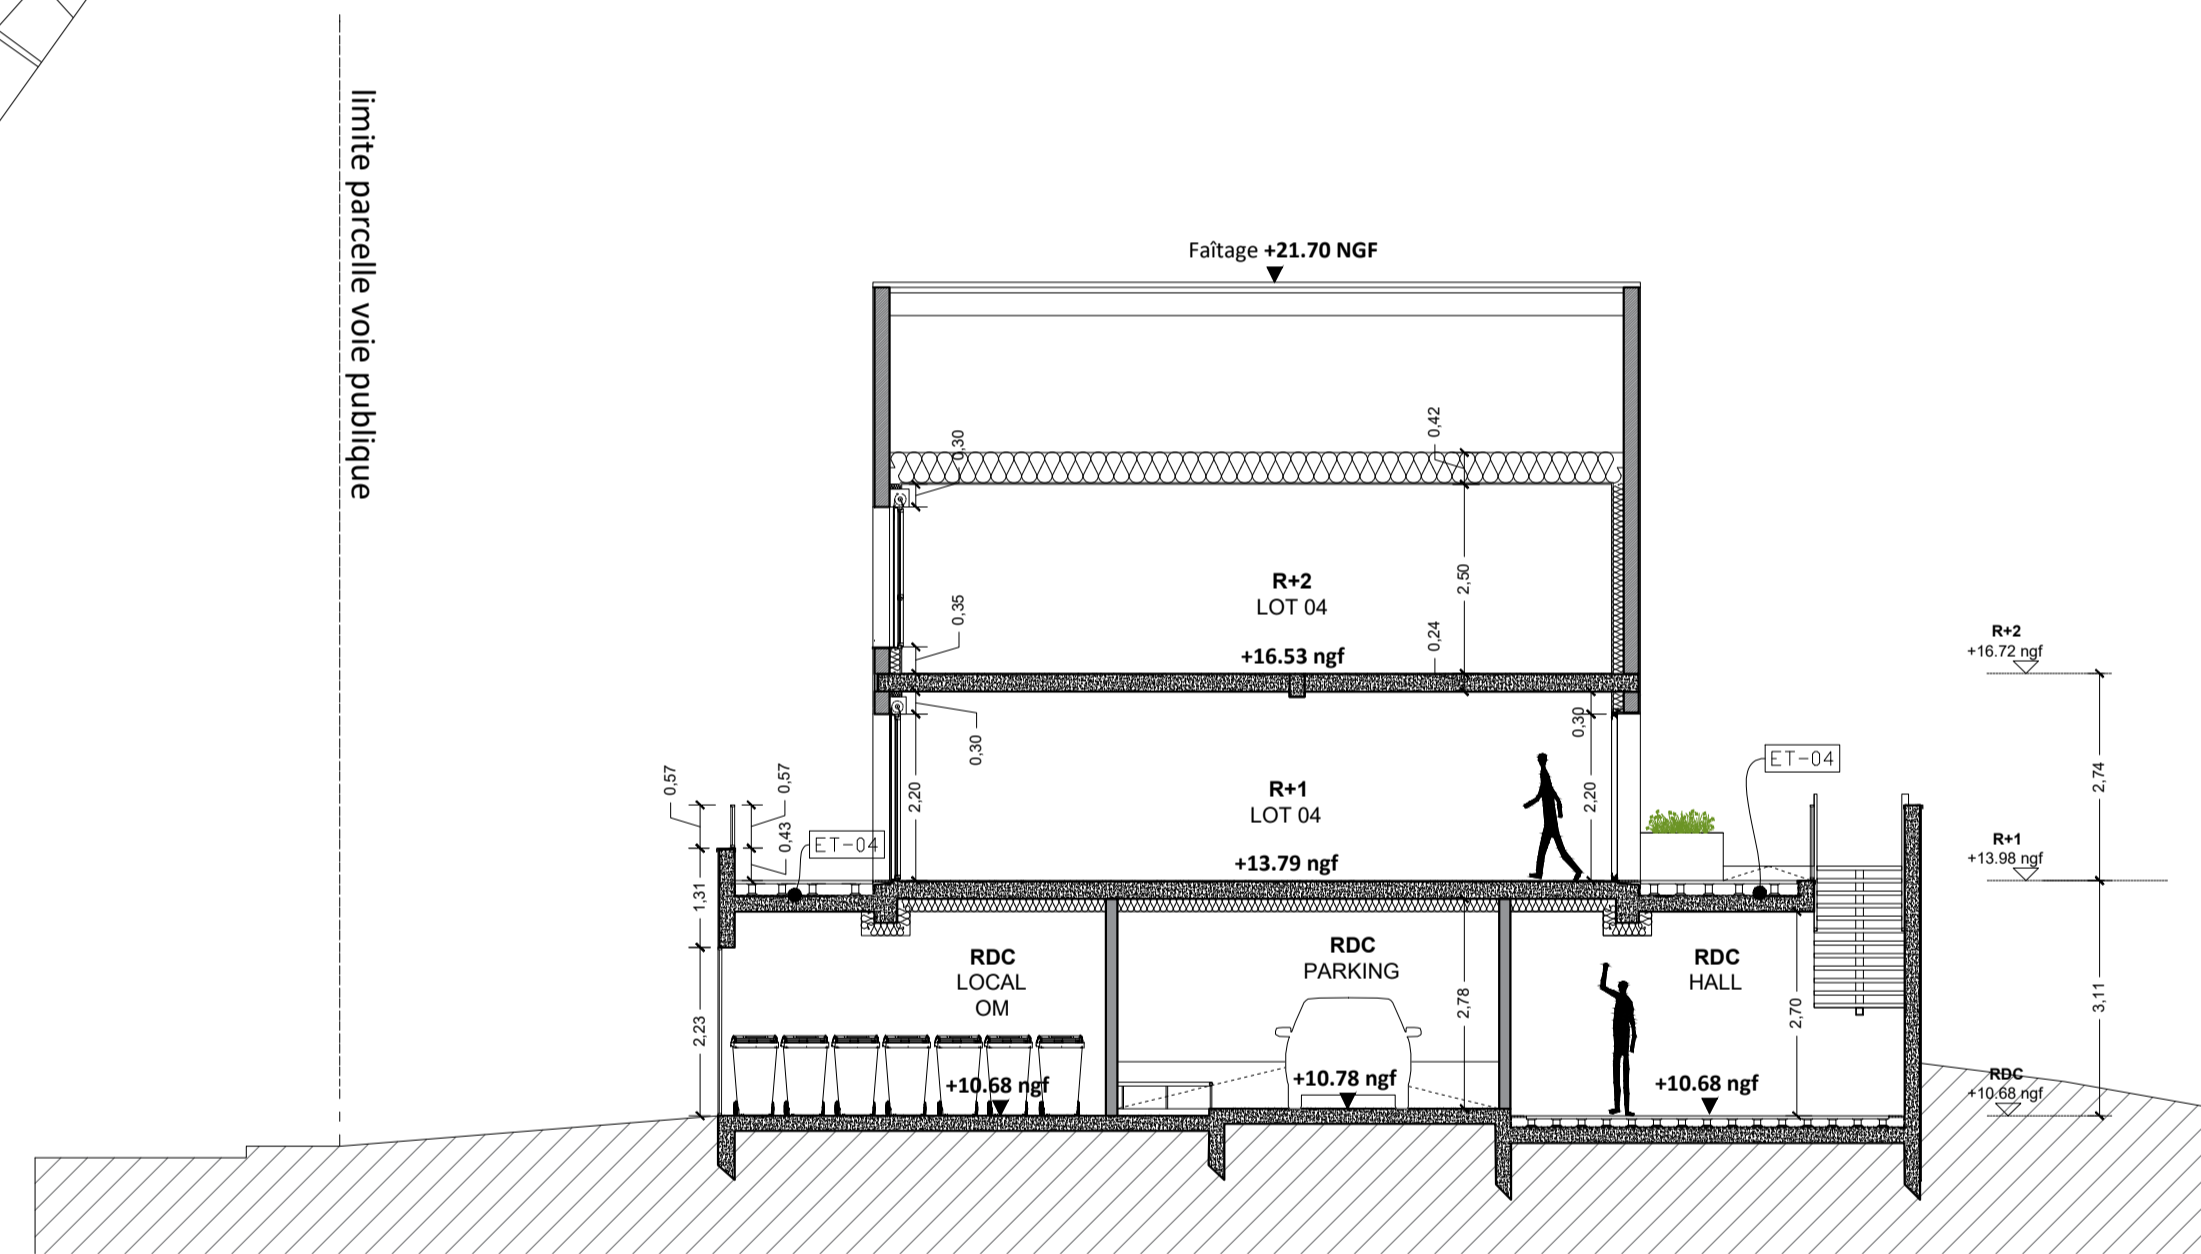 limite parcelle voie publique
Faîtage +21.70 NGF
0,30
0,42
R+2
LOT 04
2,50
0,35
0,24
+16.53 ngf
R+2
+16.72 ngf
0,30
0,30
2,74
ET-04
0,57
0,57
2,20
R+1
LOT 04
2,20
0,43
ET-04
R+1
+13.98 ngf
+13.79 ngf
1,31
RDC
LOCAL
OM
RDC
PARKING
RDC
HALL
2,23
2,78
2,70
3,11
+10.68 ngf
+10.78 ngf
+10.68 ngf
RDC
+10.68 ngf